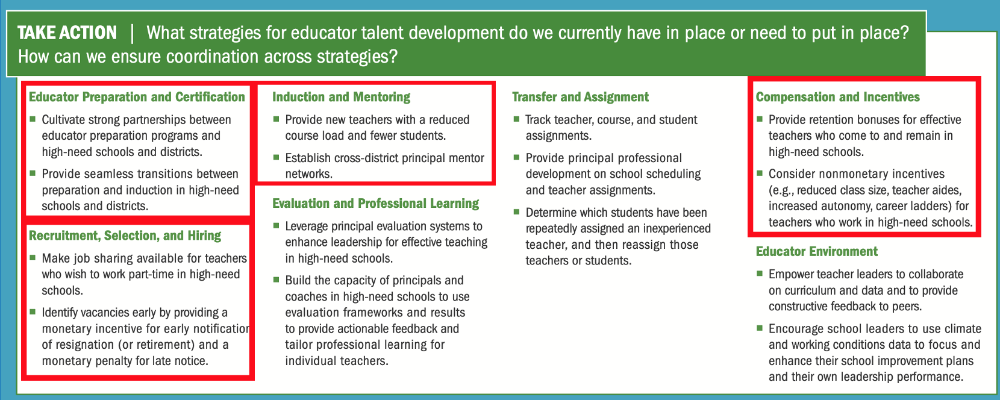 TAKE ACTION | What strategies for educator talent development do we currently have in place or need to put in place?
How can we ensure coordination across strategies?
Educator Preparation and Certification
■ Cultivate strong partnerships between
educator preparation programs and
high-need schools and districts.
■ Provide seamless transitions between
preparation and induction in high-need
schools and districts.
Recruitment, Selection, and Hiring
■ Make job sharing available for teachers
who wish to work part-time in high-need
schools.
■ Identify vacancies early by providing a
monetary incentive for early notification
of resignation (or retirement) and a
monetary penalty for late notice.
Induction and Mentoring
■ Provide new teachers with a reduced
course load and fewer students.
■ Establish cross-district principal mentor
networks.
Evaluation and Professional Learning
■ Leverage principal evaluation systems to
enhance leadership for effective teaching
in high-need schools.
■ Build the capacity of principals and
coaches in high-need schools to use
evaluation frameworks and results
to provide actionable feedback and
tailor professional learning for
individual teachers.
Transfer and Assignment
■ Track teacher, course, and student
assignments.
■ Provide principal professional
development on school scheduling
and teacher assignments.
■ Determine which students have been
repeatedly assigned an inexperienced
teacher, and then reassign those
teachers or students.
Compensation and Incentives
■ Provide retention bonuses for effective
teachers who come to and remain in
high-need schools.
■ Consider nonmonetary incentives
(e.g., reduced class size, teacher aides,
increased autonomy, career ladders) for
teachers who work in high-need schools.
Educator Environment
■ Empower teacher leaders to collaborate
on curriculum and data and to provide
constructive feedback to peers.
■ Encourage school leaders to use climate
and working conditions data to focus and
enhance their school improvement plans
and their own leadership performance.